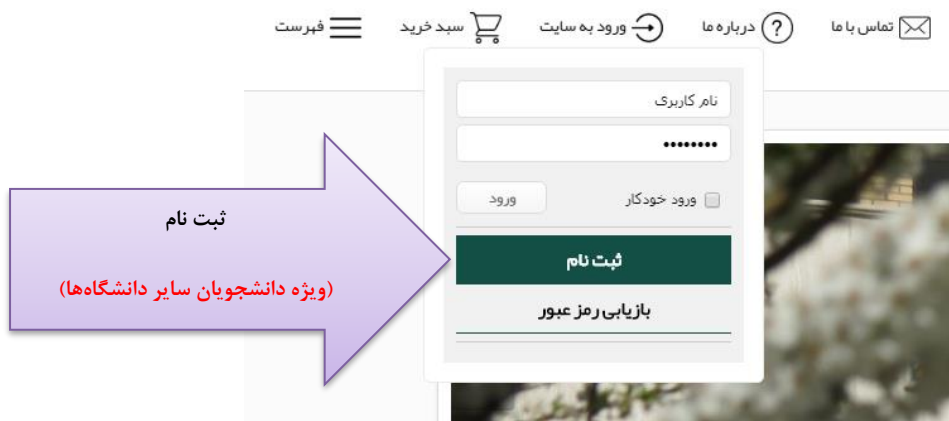 تماس با ما
درباره ما
ورود به سایت
سبد خرید
فهرست
نام کاربری
••••••••
ورود خودکار
ورود
ثبت نام
بازیابی رمز عبور
ثبت نام
(ویژه دانشجویان سایر دانشگاه‌ها)